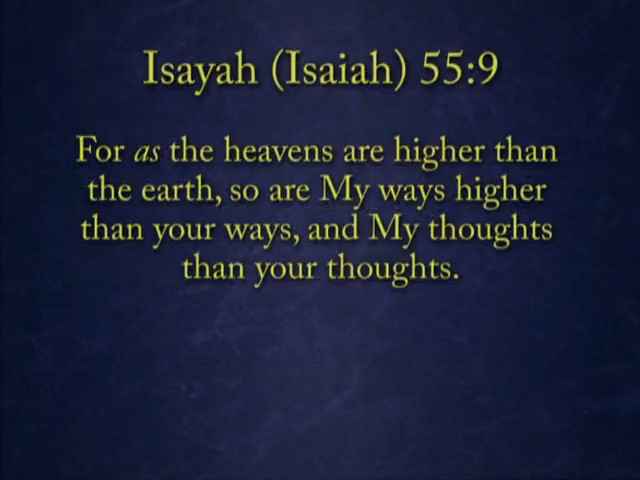 Isayah (Isaiah) 55:9
For as the heavens are higher than
the earth, so are My ways higher
than your ways, and My thoughts
than your thoughts.